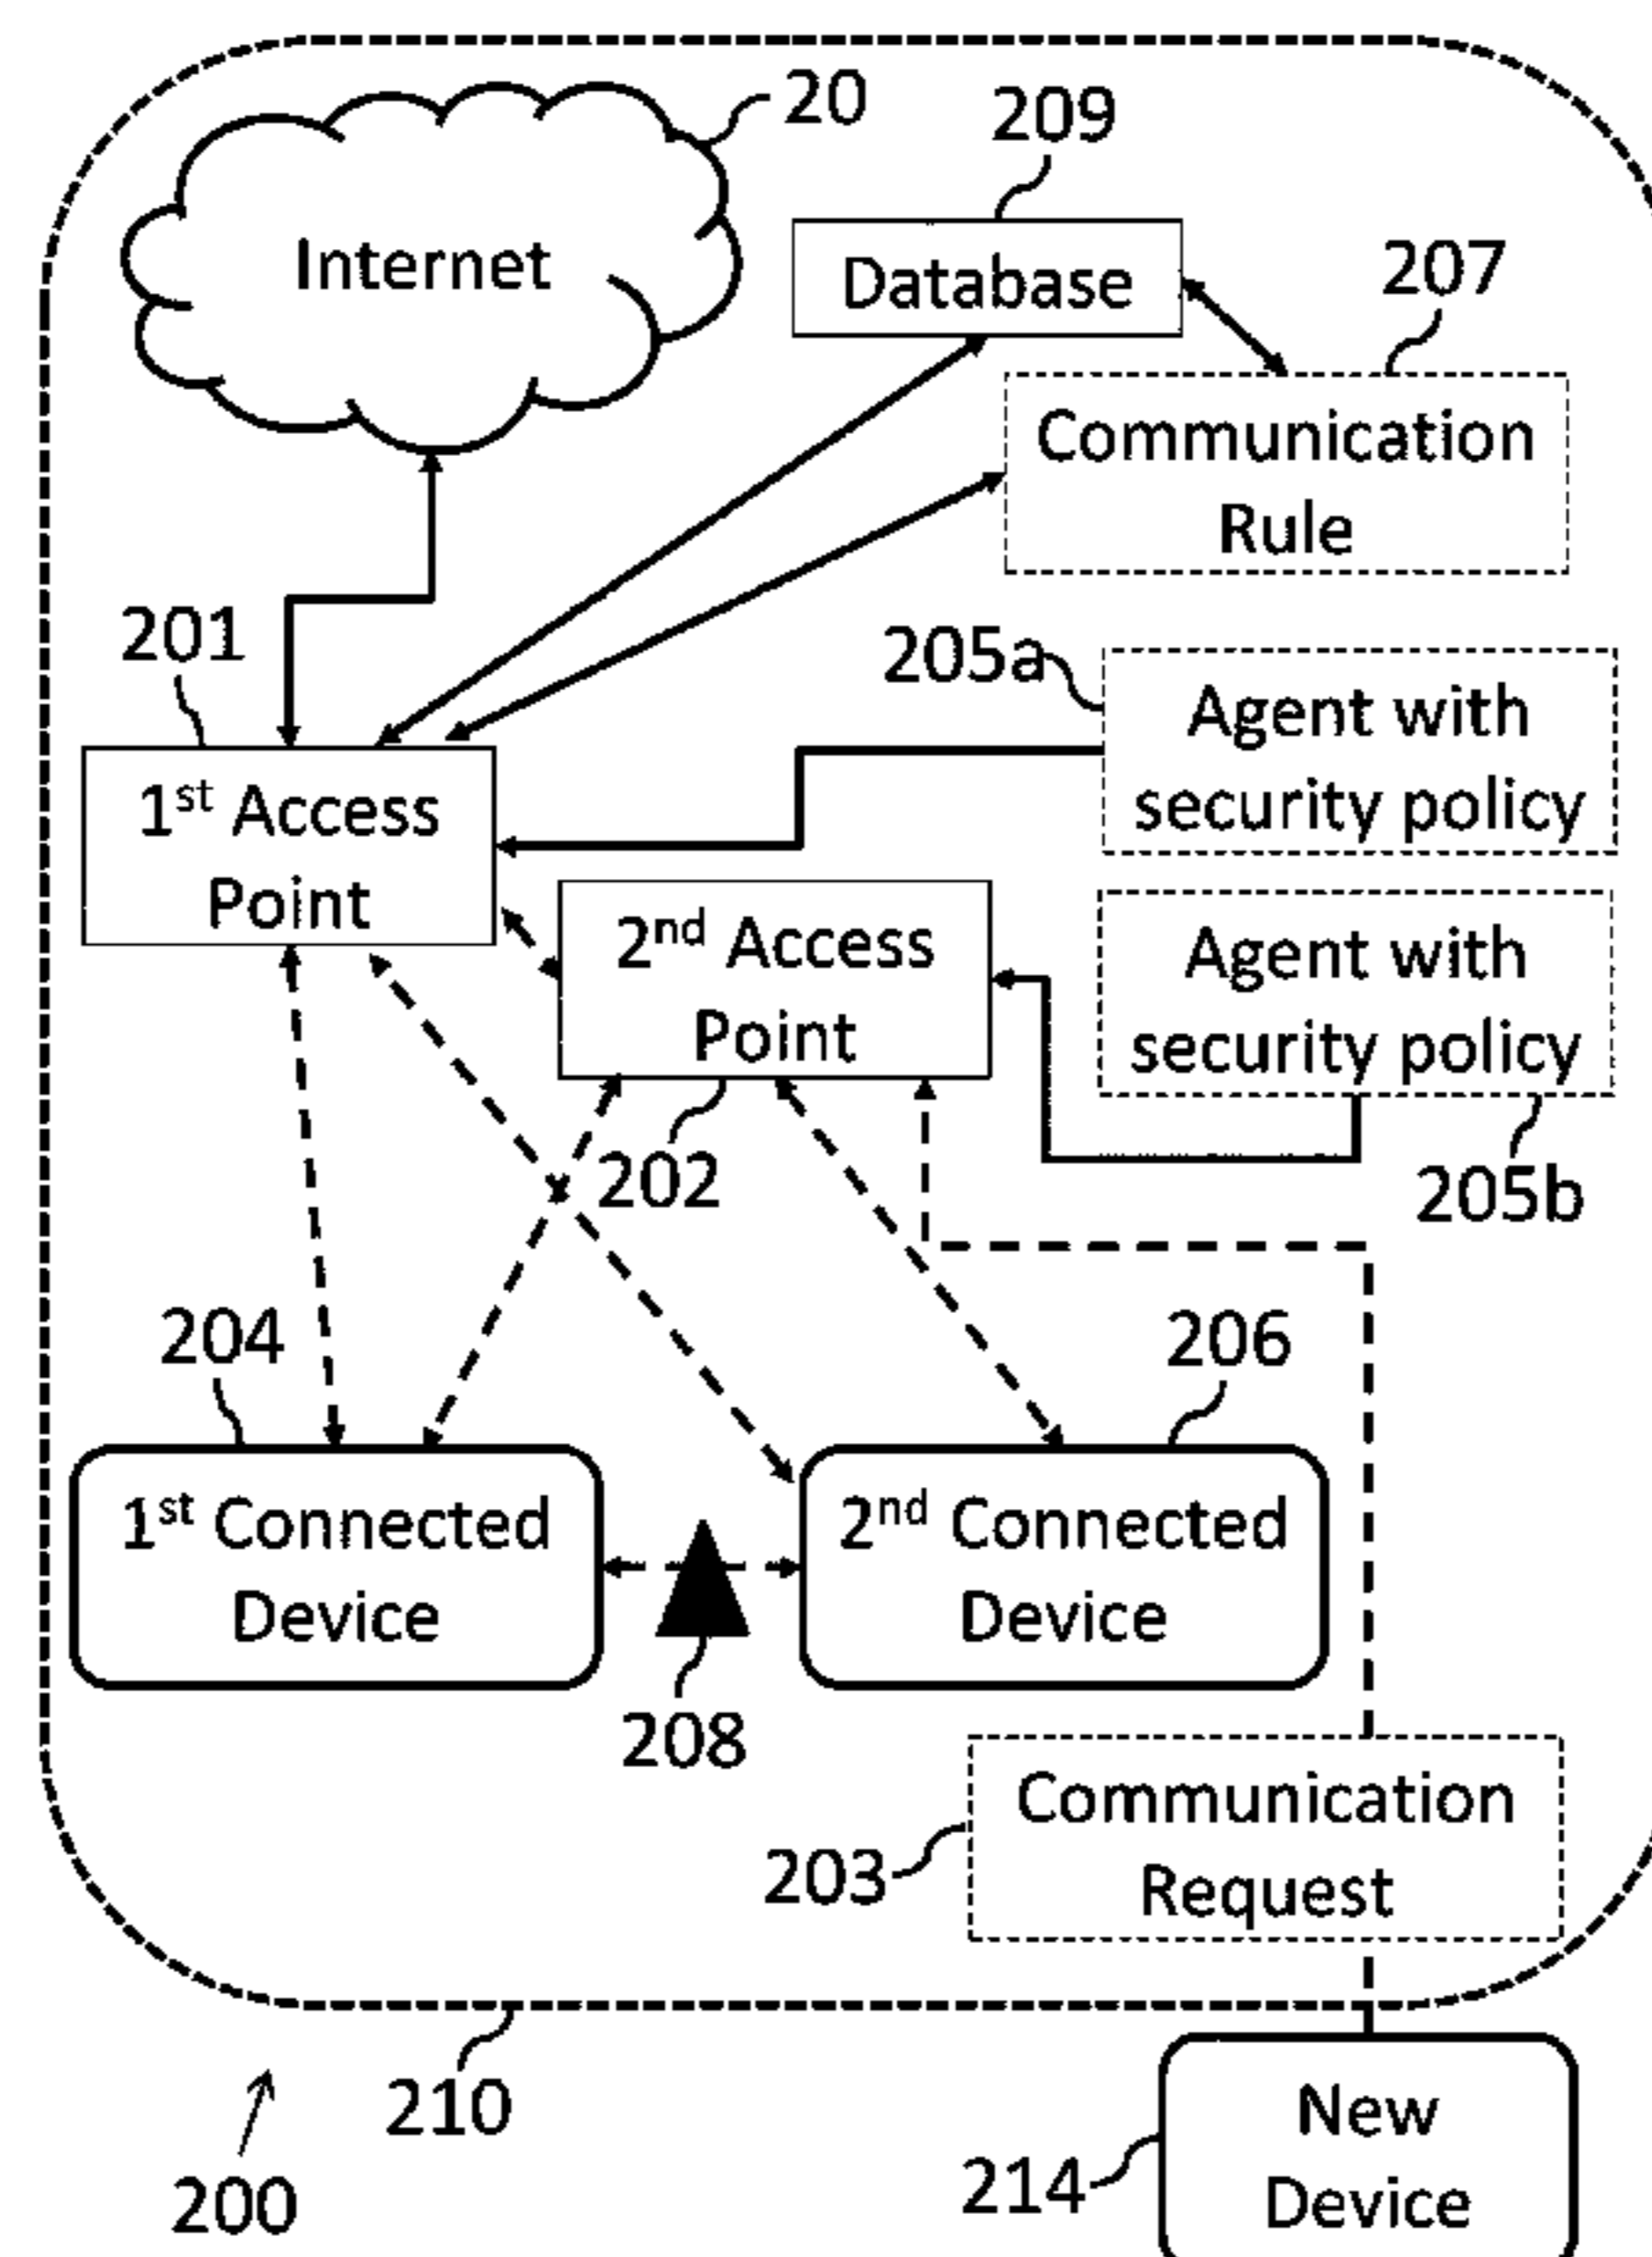 20
209
Internet
Database
207
Communication
Rule
201
205a
Agent with
security policy
1st Access
Point
2nd Access
Point
Agent with
security policy
202
205b
204
206
1st Connected
Device
2nd Connected
Device
208
Communication
Request
203
210
200
New
Device
214